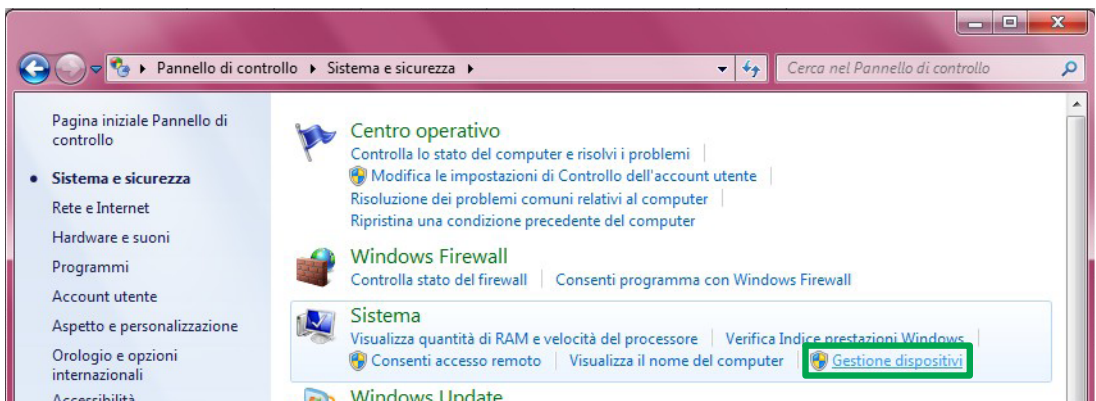 Pannello di controllo ▸ Sistema e sicurezza ▸
Cerca nel Pannello di controllo
Pagina iniziale Pannello di
controllo
Sistema e sicurezza
Rete e Internet
Hardware e suoni
Programmi
Account utente
Aspetto e personalizzazione
Orologio e opzioni
internazionali
Accessibilità
Centro operativo
Controlla lo stato del computer e risolvi i problemi
Modifica le impostazioni di Controllo dell'account utente
Risoluzione dei problemi comuni relativi al computer
Ripristina una condizione precedente del computer
Windows Firewall
Controlla stato del firewall
Consenti programma con Windows Firewall
Sistema
Visualizza quantità di RAM e velocità del processore
Verifica Indice prestazioni Windows
Consenti accesso remoto
Visualizza il nome del computer
Gestione dispositivi
Windows Update